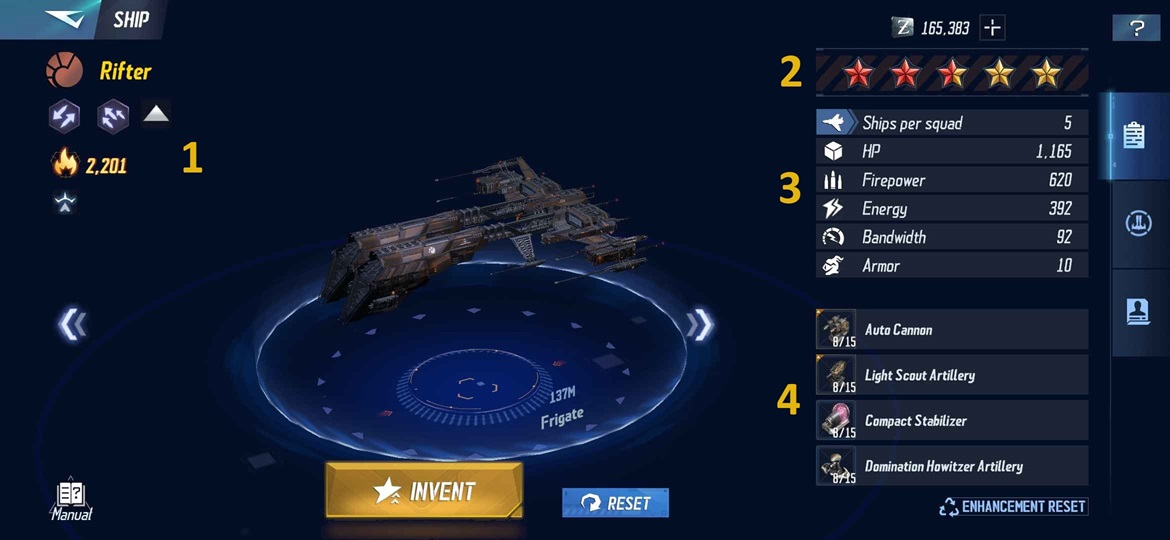 SHIP
165,383
?
Rifter
2
1
2,201
Ships per squad 5
HP 1,165
3
Firepower 620
Energy 392
Bandwidth 92
Armor 10
Auto Cannon
8/15
Light Scout Artillery
8/15
4
Compact Stabilizer
8/15
Domination Howitzer Artillery
8/15
137M
Frigate
INVENT
RESET
Manual
ENHANCEMENT RESET